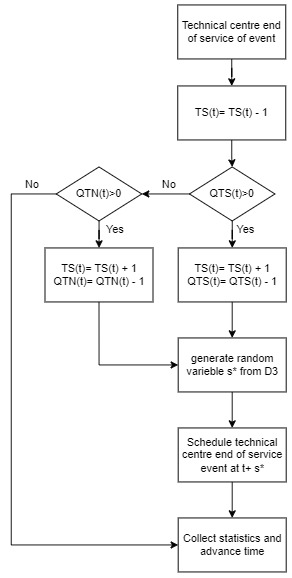 Technical centre end
of service of event
TS(t)= TS(t) - 1
No
QTN(t)>0
No
QTS(t)>0
Yes
Yes
TS(t)= TS(t) + 1
QTN(t)= QTN(t) - 1
TS(t)= TS(t) + 1
QTS(t)= QTS(t) - 1
generate random
varieble s* from D3
Schedule technical
centre end of service
event at t+ s*
Collect statistics and
advance time